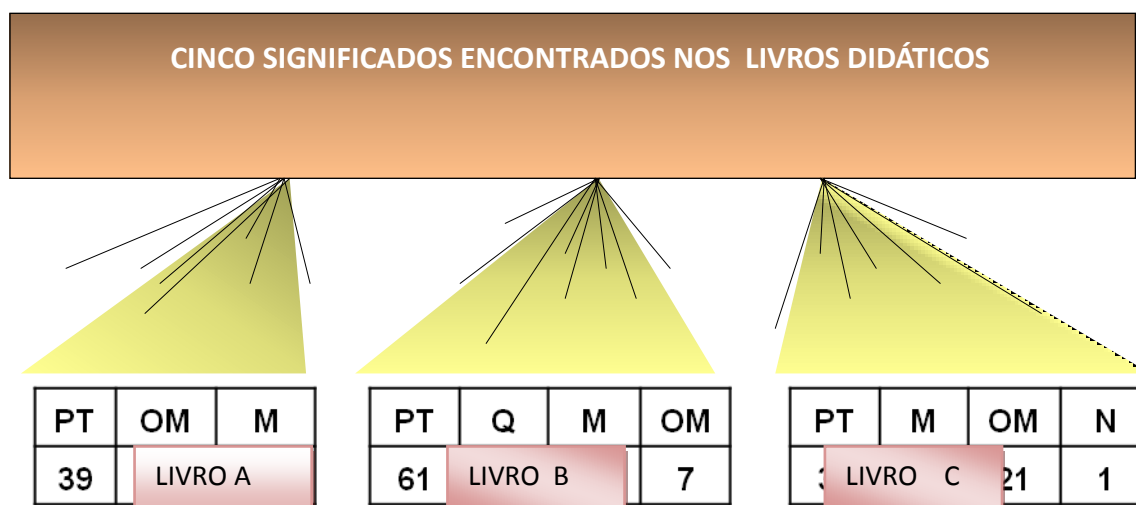 CINCO SIGNIFICADOS ENCONTRADOS NOS LIVROS DIDÁTICOS
PT OM M
39
LIVRO A
PT Q M OM
61 7
LIVRO B
PT M OM N
21 1
LIVRO C